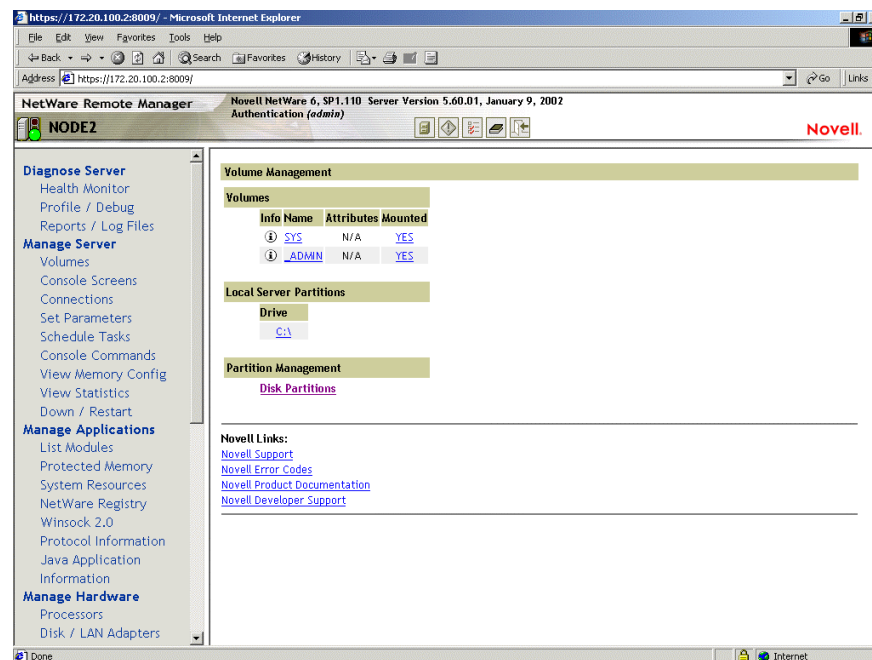 https://172.20.100.2:8009/ - Microsoft Internet Explorer
File Edit View Favorites Tools Help
Back Search Favorites History
Address https://172.20.100.2:8009/ Go Links
NetWare Remote Manager
NODE2
Novell NetWare 6, SP1.110 Server Version 5.60.01, January 9, 2002
Authentication (admin)
Novell.
Diagnose Server
Health Monitor
Profile / Debug
Reports / Log Files
Manage Server
Volumes
Console Screens
Connections
Set Parameters
Schedule Tasks
Console Commands
View Memory Config
View Statistics
Down / Restart
Manage Applications
List Modules
Protected Memory
System Resources
NetWare Registry
Winsock 2.0
Protocol Information
Java Application
Information
Manage Hardware
Processors
Disk / LAN Adapters
Volume Management
Volumes
Info Name Attributes Mounted
SYS N/A YES
_ADMIN N/A YES
Local Server Partitions
Drive
C:\
Partition Management
Disk Partitions
Novell Links:
Novell Support
Novell Error Codes
Novell Product Documentation
Novell Developer Support
Done Internet